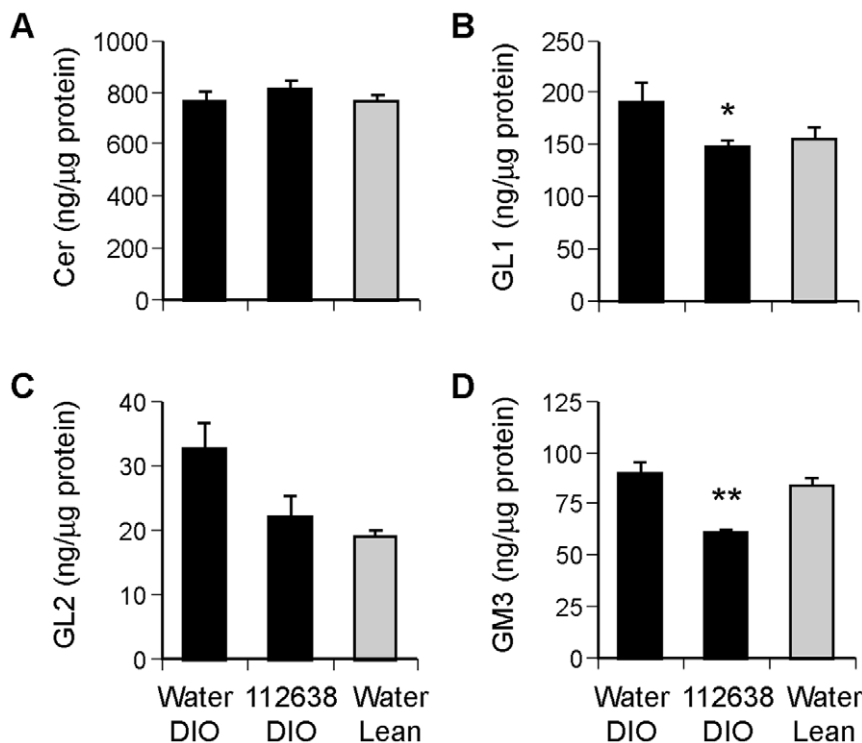 A
Cer (ng/μg protein)
1000
800
600
400
200
0
B
GL1 (ng/μg protein)
250
200
150
100
50
0
*
C
GL2 (ng/μg protein)
40
30
20
10
0
Water 112638 Water
DIO DIO Lean
D
GM3 (ng/μg protein)
125
100
75
50
25
0
**
Water 112638 Water
DIO DIO Lean